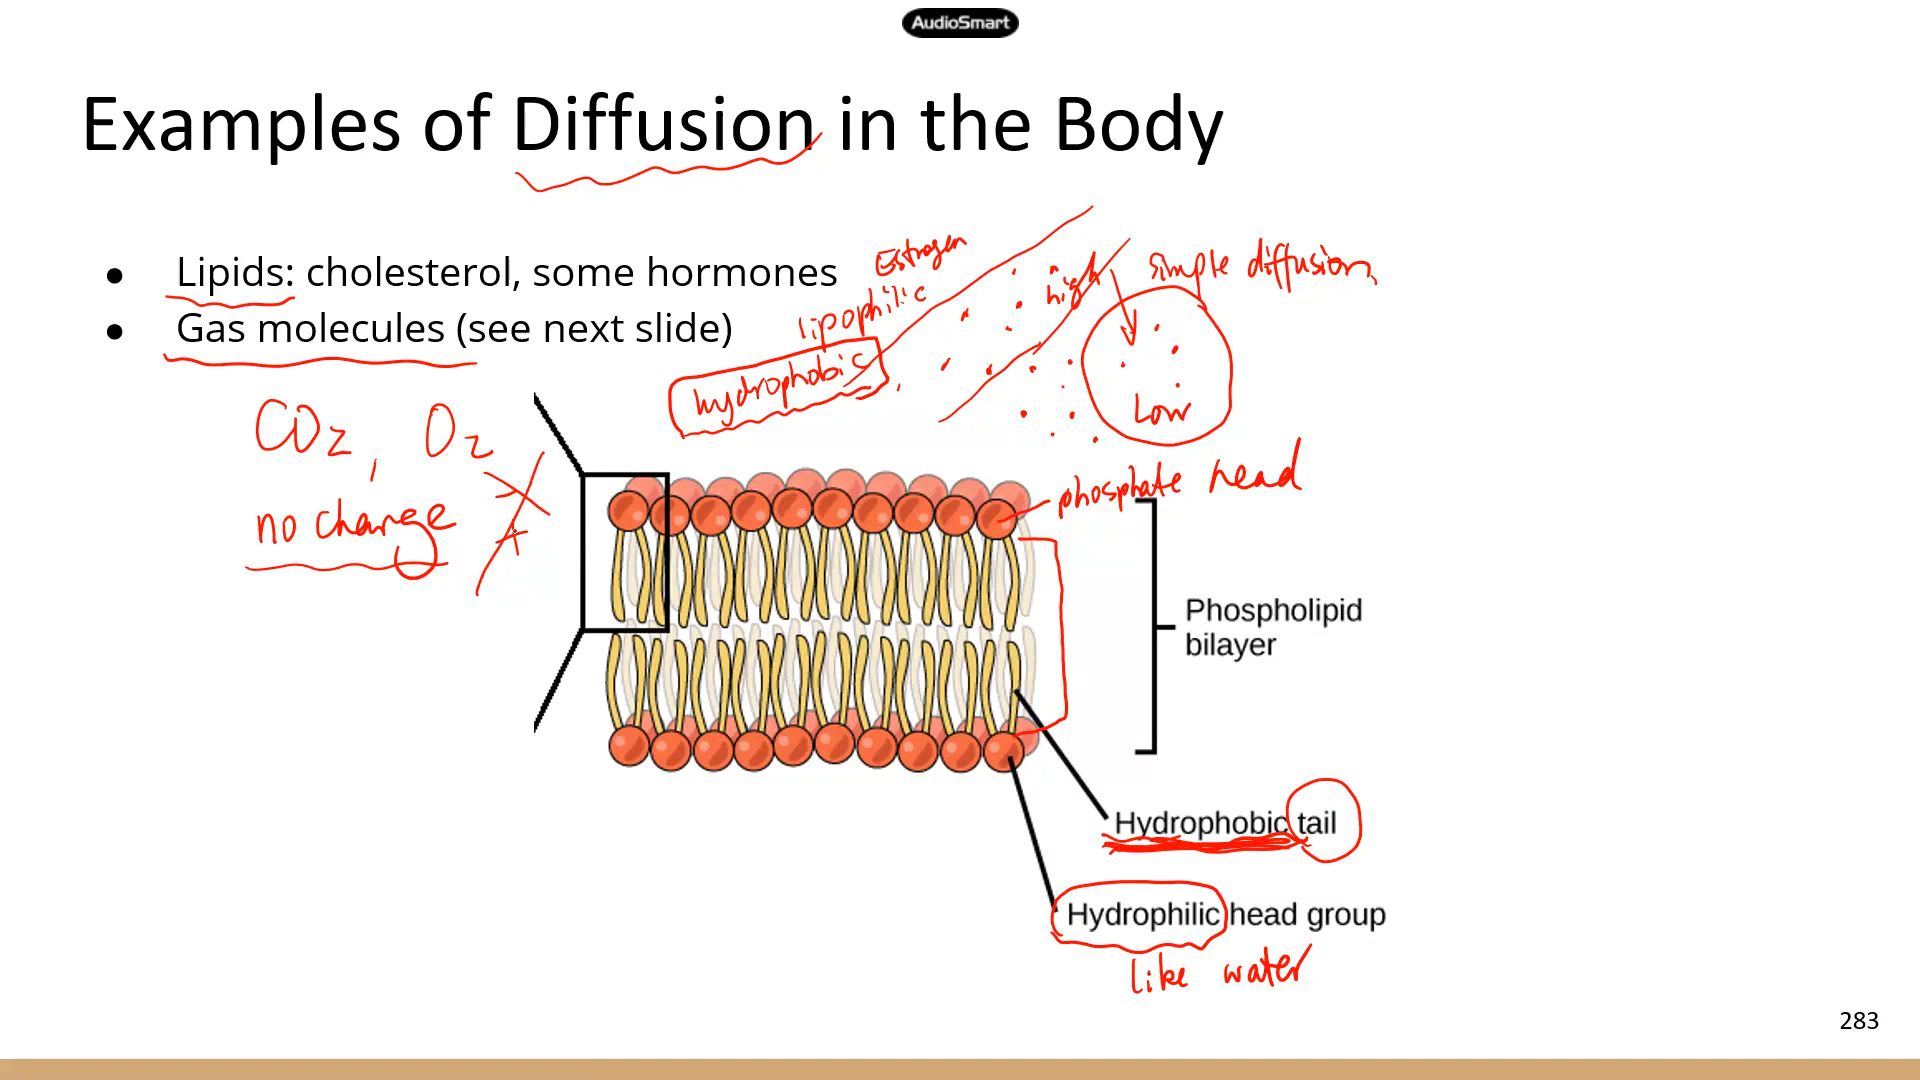 AudioSmart
Examples of Diffusion in the Body
● Lipids: cholesterol, some hormones
● Gas molecules (see next slide)
Estrogen
lipophilic
hydrophobic
high
simple diffusion
Low
CO2, O2
no change
phosphate head
Phospholipid
bilayer
Hydrophobic tail
Hydrophilic head group
like water
283